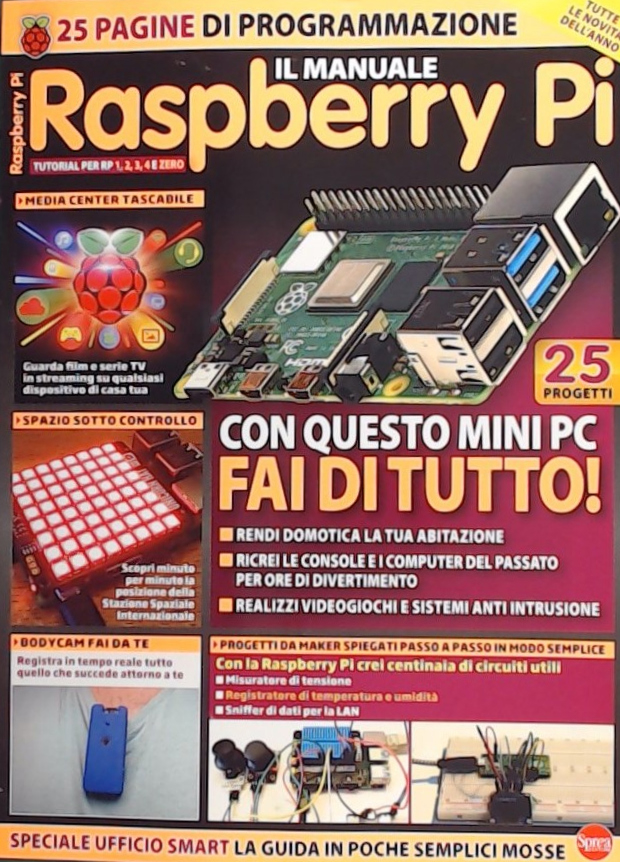 25 PAGINE DI PROGRAMMAZIONE
TUTTE
LE NOVITÀ
DELL'ANNO
Raspberry Pi
IL MANUALE
Raspberry Pi
TUTORIAL PER RP 1, 2, 3, 4 E ZERO
MEDIA CENTER TASCABILE
Guarda film e serie TV
in streaming su qualsiasi
dispositivo di casa tua
HDMI
25
PROGETTI
SPAZIO SOTTO CONTROLLO
Scopri minuto
per minuto la
posizione della
Stazione Spaziale
Internazionale
CON QUESTO MINI PC
FAI DI TUTTO!
RENDI DOMOTICA LA TUA ABITAZIONE
RICREI LE CONSOLE E I COMPUTER DEL PASSATO
PER ORE DI DIVERTIMENTO
REALIZZI VIDEOGIOCHI E SISTEMI ANTI INTRUSIONE
BODYCAM FAI DA TE
Registra in tempo reale tutto
quello che succede attorno a te
PROGETTI DA MAKER SPIEGATI PASSO A PASSO IN MODO SEMPLICE
Con la Raspberry Pi crei centinaia di circuiti utili
Misuratore di tensione
Registratore di temperatura e umidità
Sniffer di dati per la LAN
SPECIALE UFFICIO SMART LA GUIDA IN POCHE SEMPLICI MOSSE
Sprea